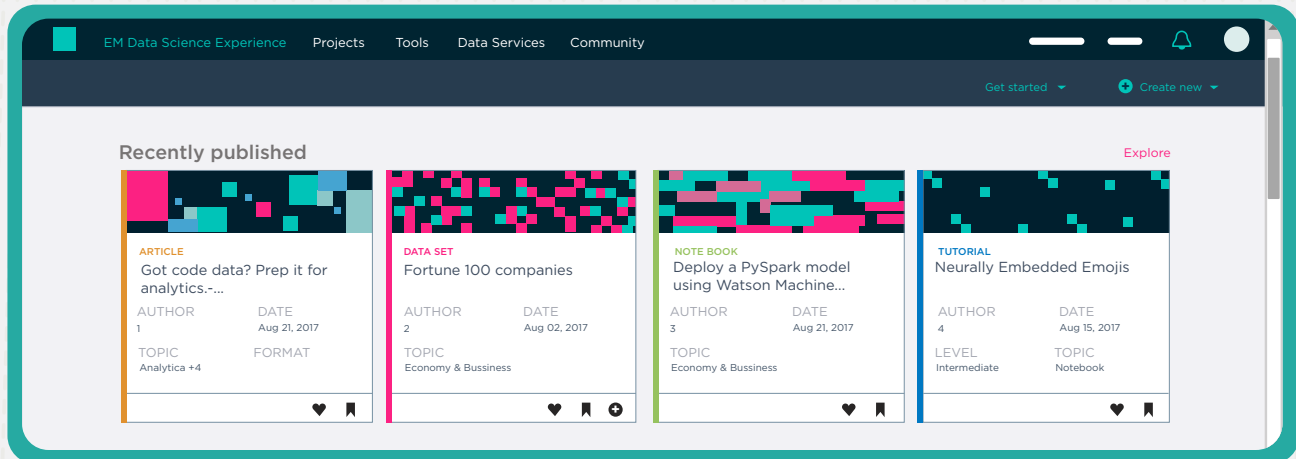 EM Data Science Experience Projects Tools Data Services Community
Get started Create new
Recently published Explore
ARTICLE
Got code data? Prep it for
analytics.-...
AUTHOR DATE
1 Aug 21, 2017
TOPIC FORMAT
Analytica +4
DATA SET
Fortune 100 companies
AUTHOR DATE
2 Aug 02, 2017
TOPIC
Economy & Bussiness
NOTE BOOK
Deploy a PySpark model
using Watson Machine...
AUTHOR DATE
3 Aug 21, 2017
TOPIC
Economy & Bussiness
TUTORIAL
Neurally Embedded Emojis
AUTHOR DATE
4 Aug 15, 2017
LEVEL TOPIC
Intermediate Notebook